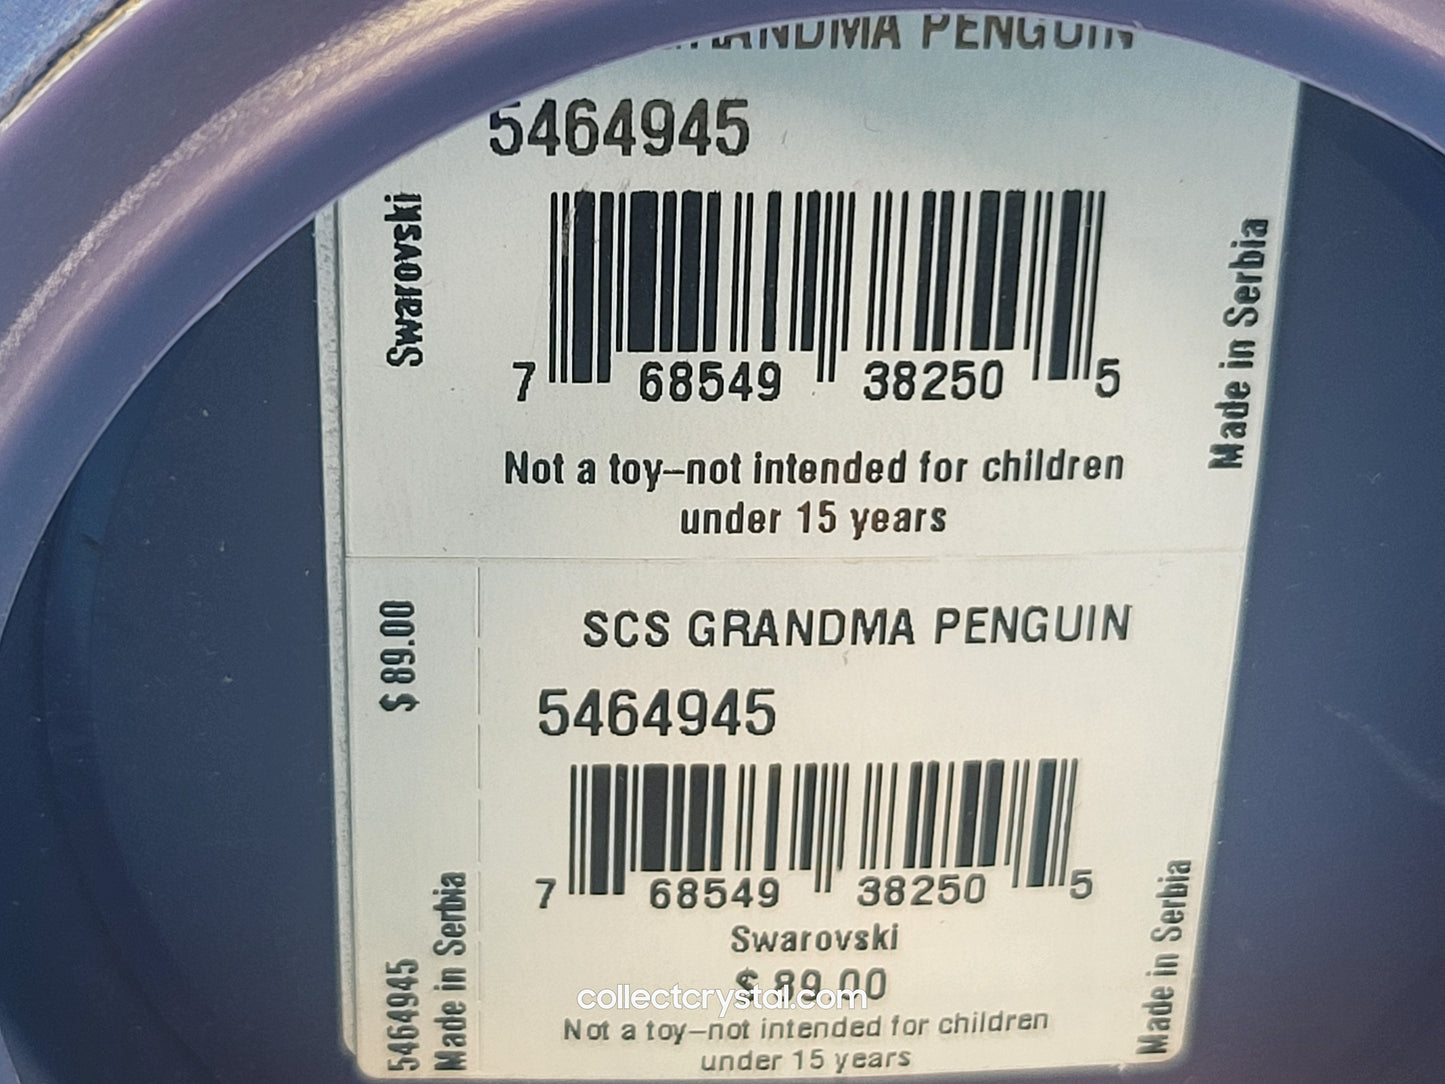 GRANDMA PENGUIN
5464945
Swarovski
7 68549 38250 5
Made in Serbia
Not a toy–not intended for children
under 15 years
$ 89.00
5464945
Made in Serbia
SCS GRANDMA PENGUIN
5464945
7 68549 38250 5
Swarovski
$ 89.00
collectcrystal.com
Not a toy–not intended for children
under 15 years
Made in Serbia